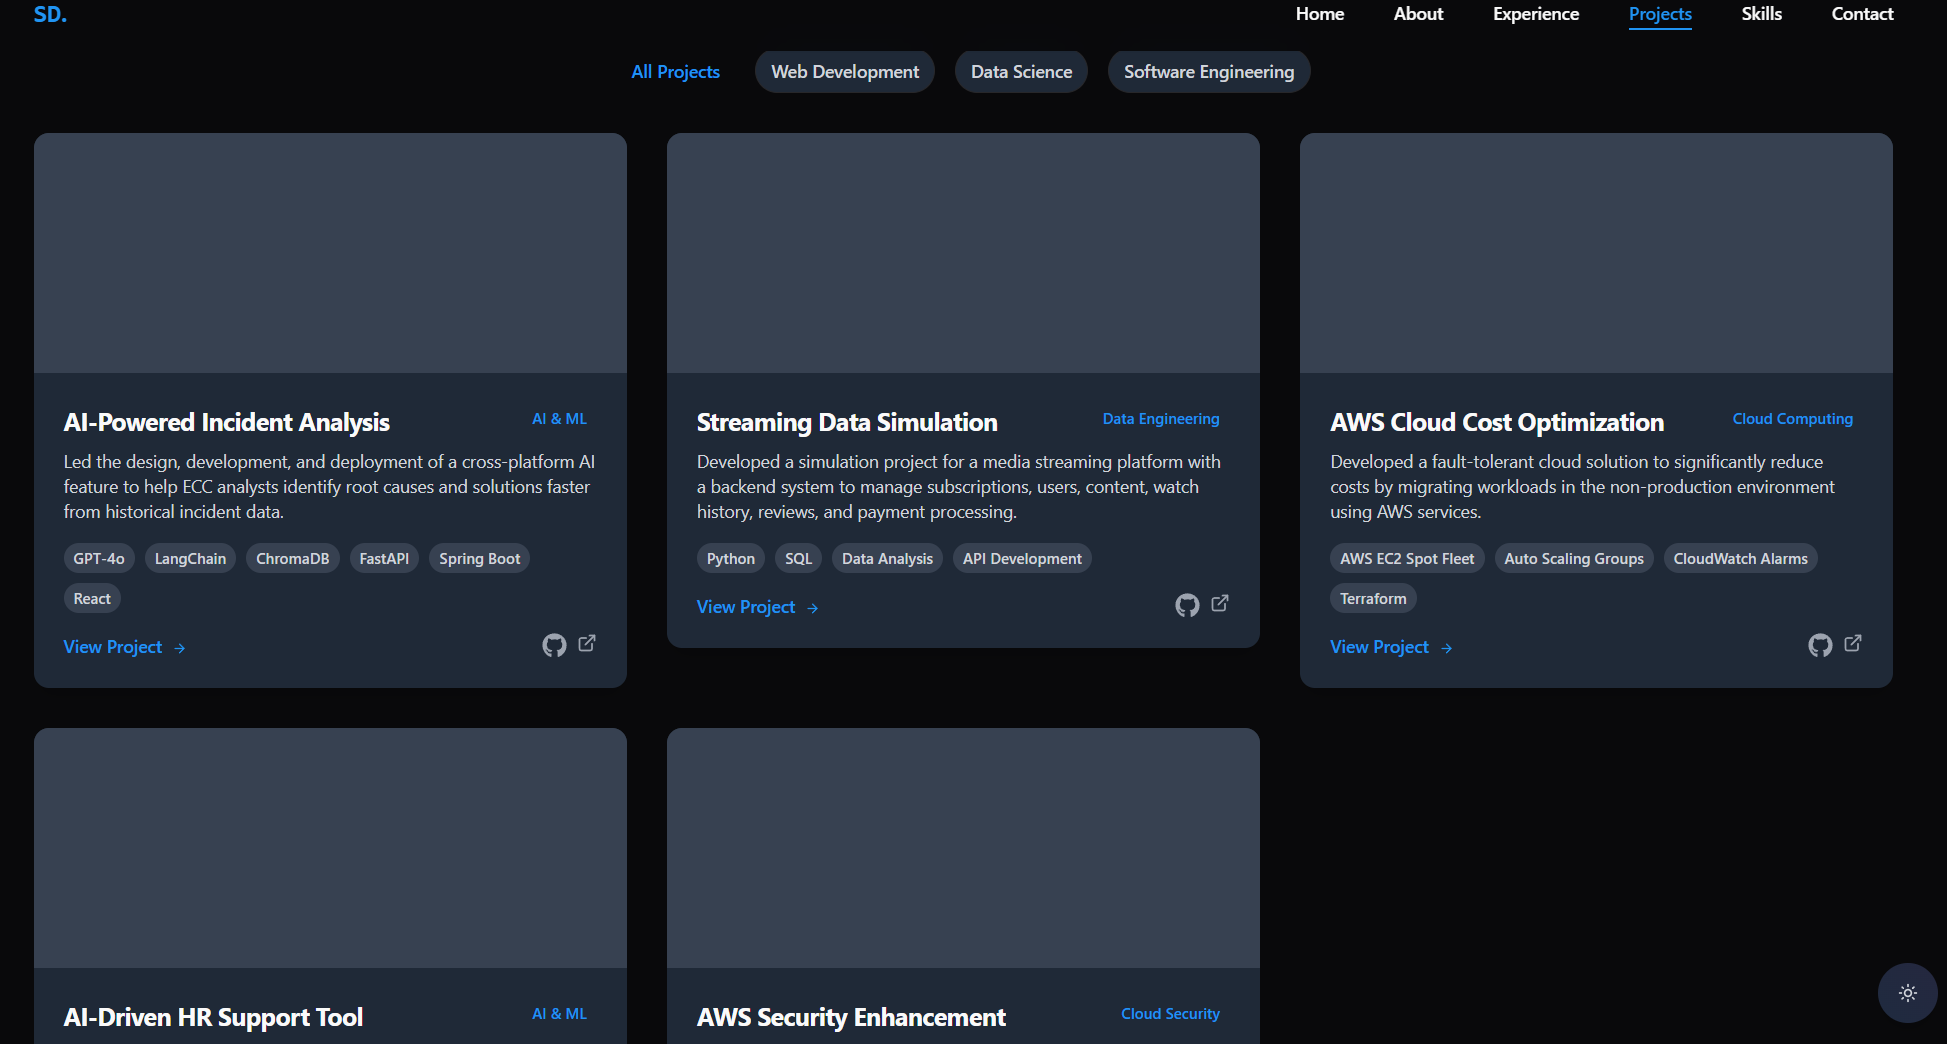 SD.
Home About Experience Projects Skills Contact
All Projects Web Development Data Science Software Engineering
AI-Powered Incident Analysis AI & ML
Led the design, development, and deployment of a cross-platform AI
feature to help ECC analysts identify root causes and solutions faster
from historical incident data.
GPT-4o LangChain ChromaDB FastAPI Spring Boot
React
View Project →
Streaming Data Simulation Data Engineering
Developed a simulation project for a media streaming platform with
a backend system to manage subscriptions, users, content, watch
history, reviews, and payment processing.
Python SQL Data Analysis API Development
View Project →
AWS Cloud Cost Optimization Cloud Computing
Developed a fault-tolerant cloud solution to significantly reduce
costs by migrating workloads in the non-production environment
using AWS services.
AWS EC2 Spot Fleet Auto Scaling Groups CloudWatch Alarms
Terraform
View Project →
AI-Driven HR Support Tool AI & ML
AWS Security Enhancement Cloud Security